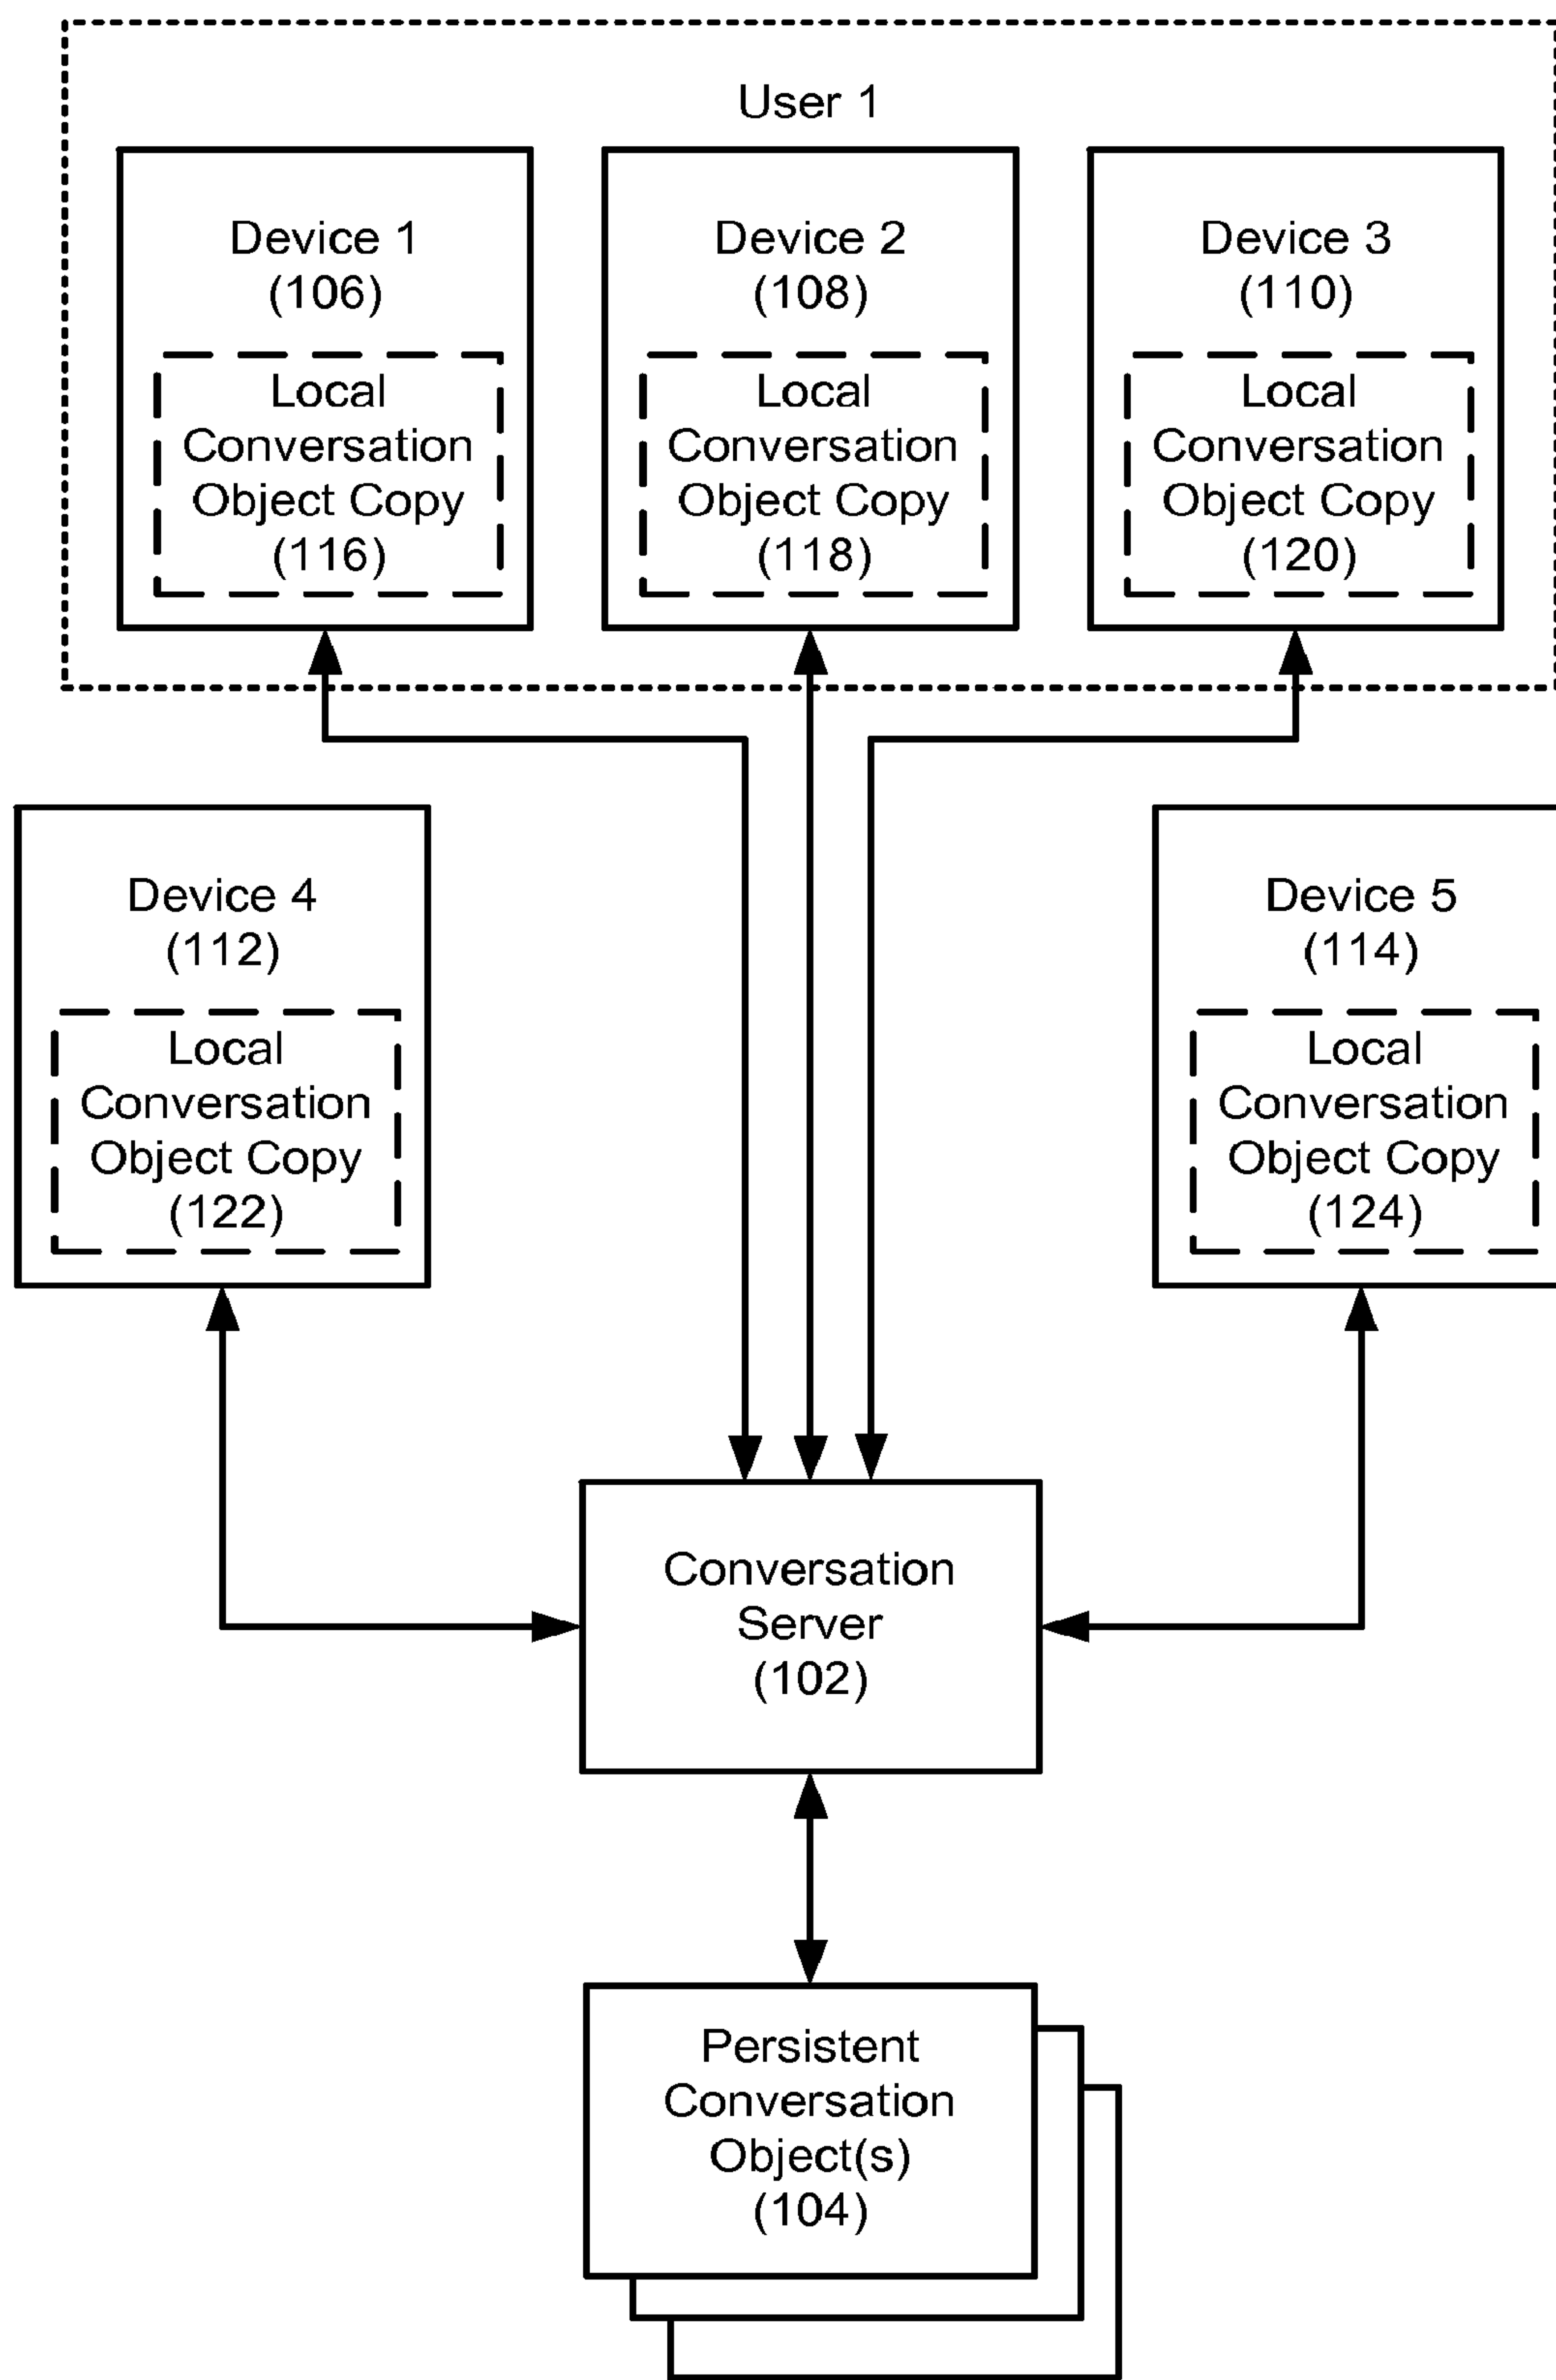 User 1
Device 1
(106)
Local
Conversation
Object Copy
(116)
Device 2
(108)
Local
Conversation
Object Copy
(118)
Device 3
(110)
Local
Conversation
Object Copy
(120)
Device 4
(112)
Local
Conversation
Object Copy
(122)
Device 5
(114)
Local
Conversation
Object Copy
(124)
Conversation
Server
(102)
Persistent
Conversation
Object(s)
(104)